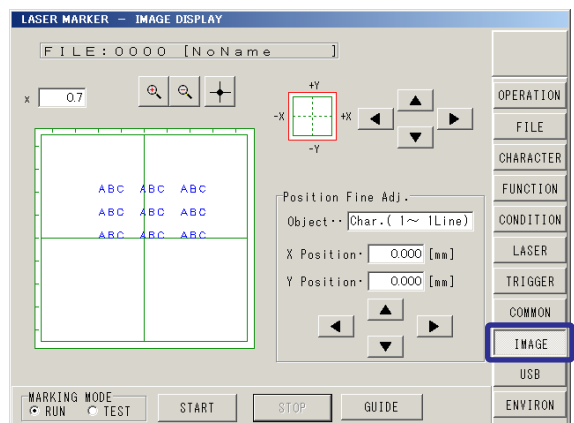 LASER MARKER － IMAGE DISPLAY
FILE:0000 [NoName ]
x 0.7
+Y
-X +X
-Y
ABC ABC ABC
ABC ABC ABC
ABC ABC ABC
Position Fine Adj.
Object·· Char.( 1～ 1Line)
X Position· 0.000 [mm]
Y Position· 0.000 [mm]
OPERATION
FILE
CHARACTER
FUNCTION
CONDITION
LASER
TRIGGER
COMMON
IMAGE
USB
ENVIRON
MARKING MODE
RUN TEST START STOP GUIDE